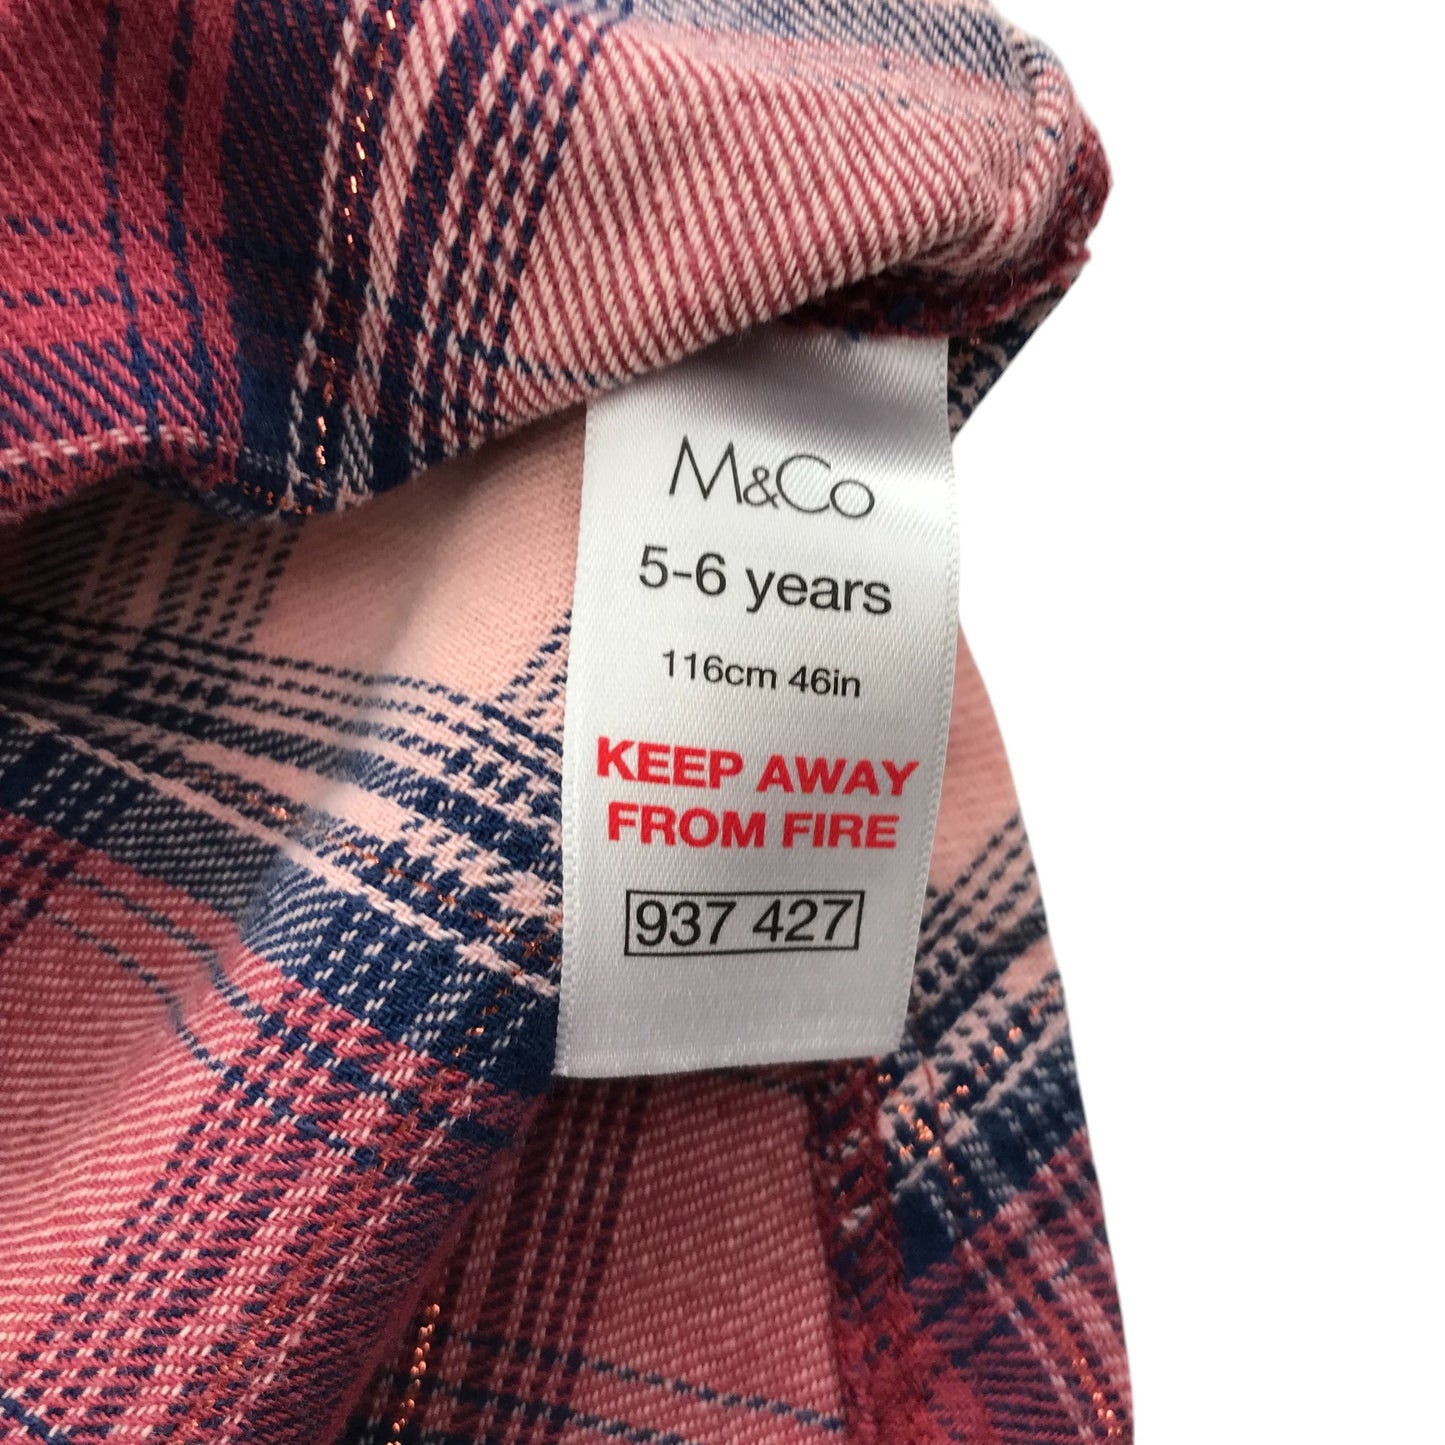 M&Co
5-6 years
116cm 46in
KEEP AWAY
FROM FIRE
937 427